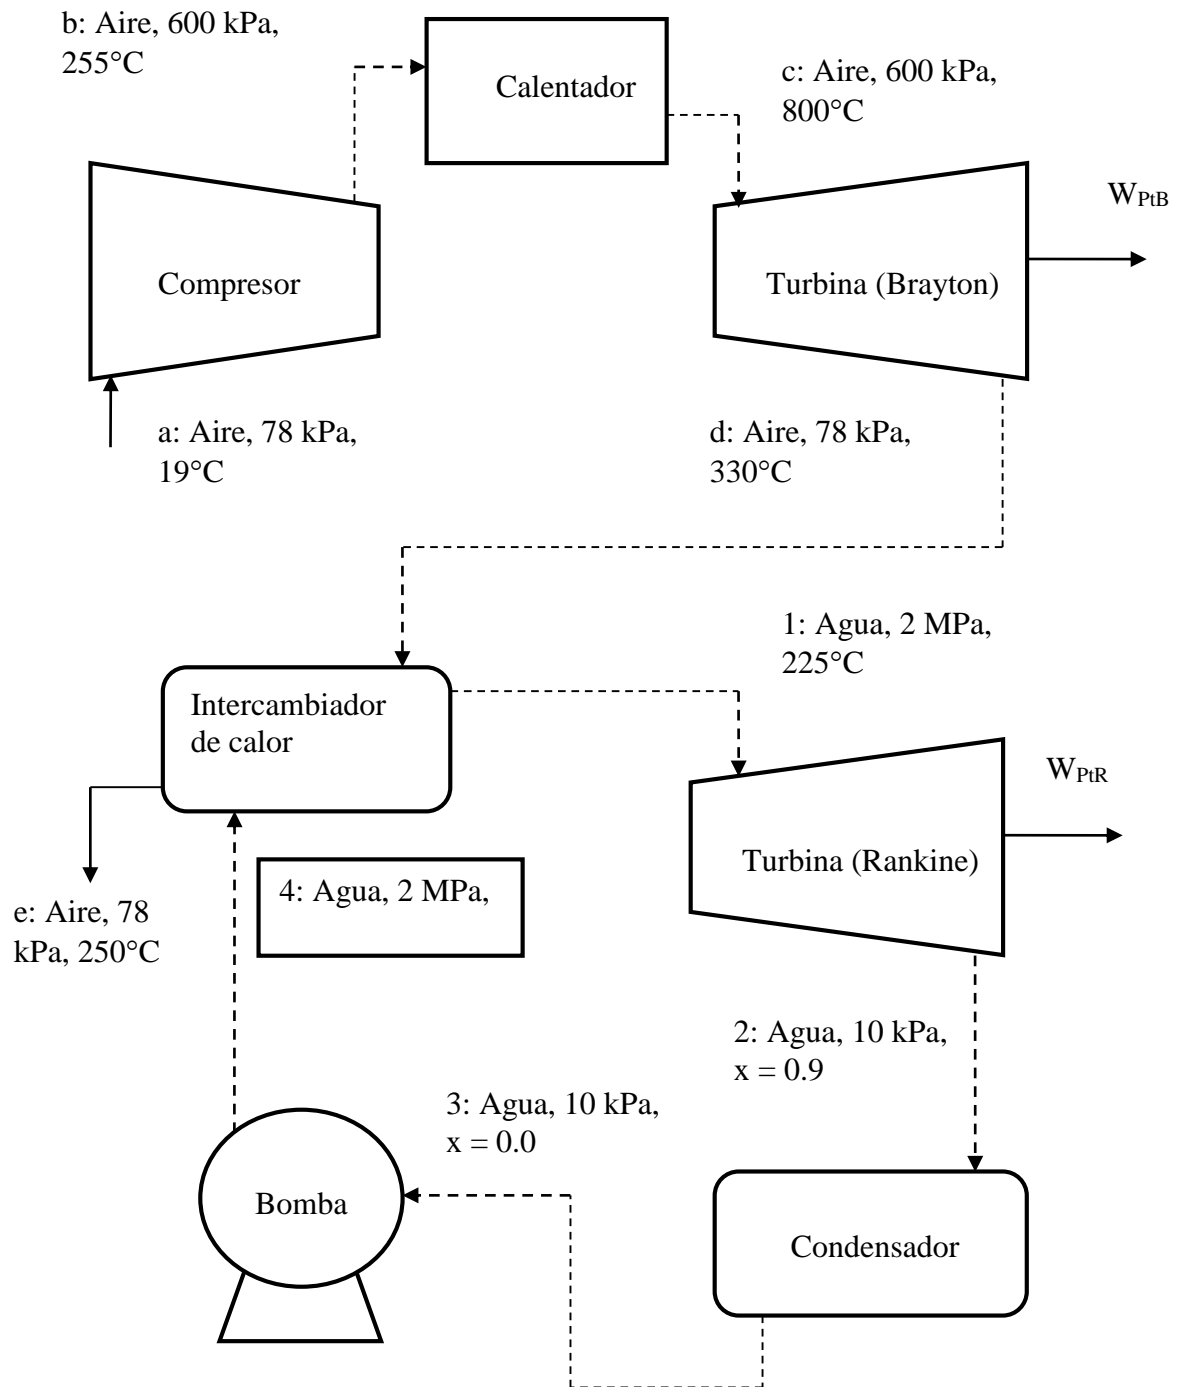 b: Aire, 600 kPa,
255°C
Calentador
c: Aire, 600 kPa,
800°C
W_PtB
Compresor
Turbina (Brayton)
a: Aire, 78 kPa,
19°C
d: Aire, 78 kPa,
330°C
1: Agua, 2 MPa,
225°C
Intercambiador
de calor
W_PtR
Turbina (Rankine)
4: Agua, 2 MPa,
e: Aire, 78
kPa, 250°C
2: Agua, 10 kPa,
x = 0.9
3: Agua, 10 kPa,
x = 0.0
Bomba
Condensador